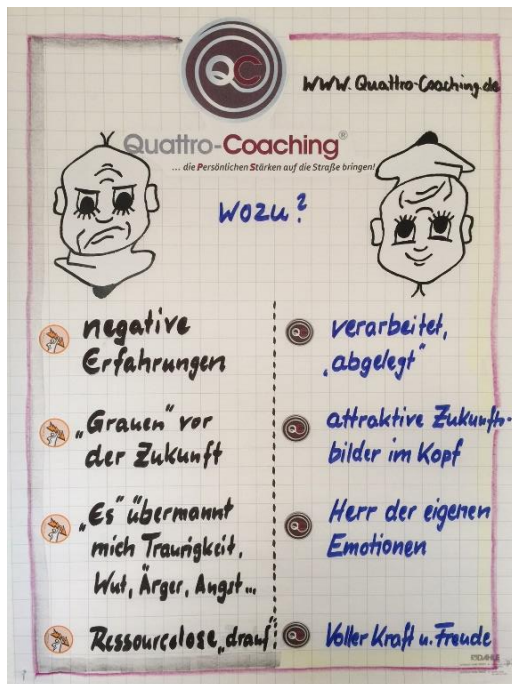 QC
www.Quattro-Coaching.de
Quattro-Coaching®
... die Persönlichen Stärken auf die Straße bringen!
Wozu?
negative
Erfahrungen
„Grauen“ vor
der Zukunft
„Es“ übermannt
mich Traurigkeit,
Wut, Ärger, Angst...
Ressourcelose „drauf“
verarbeitet,
„abgelegt“
attraktive Zukunfts-
bilder im Kopf
Herr der eigenen
Emotionen
Voller Kraft u. Freude